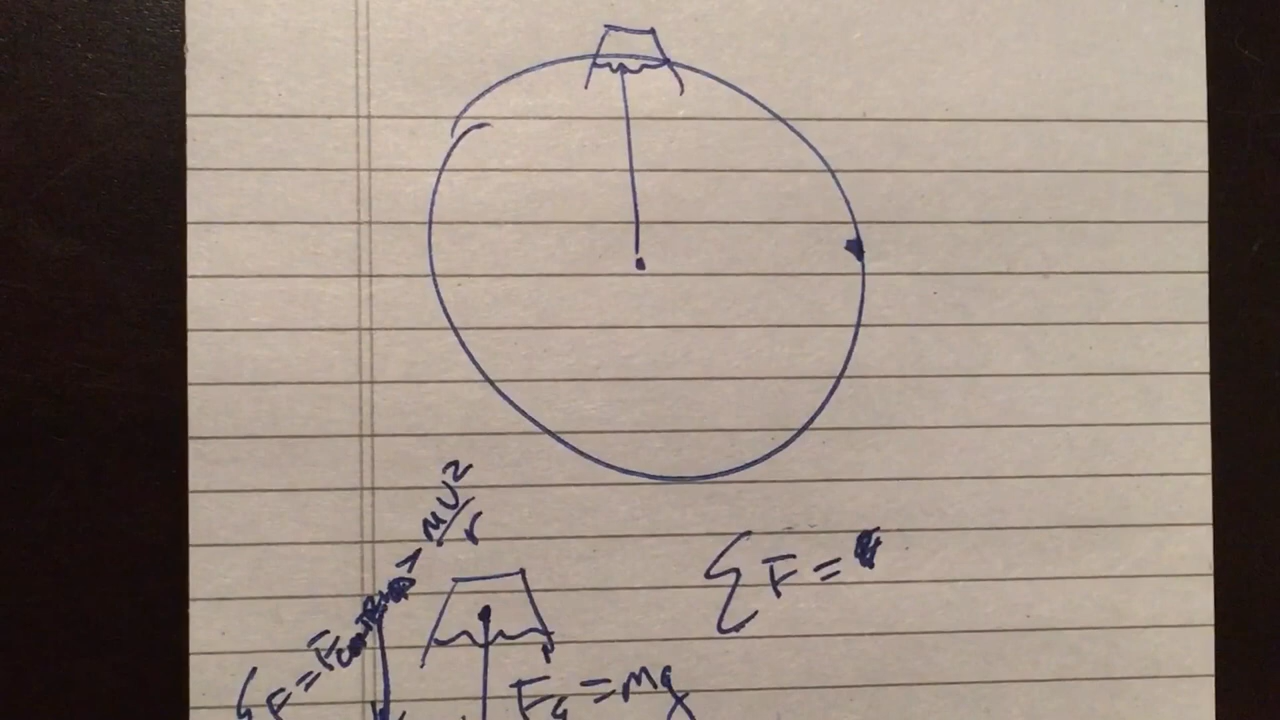 mv²/r
ΣF =
ΣF = F =
Fg = mg